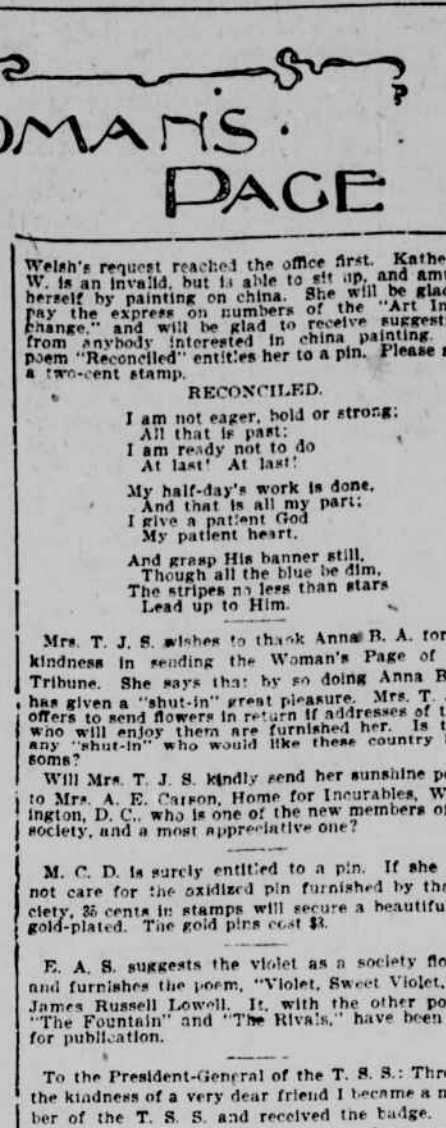 OMAN'S
PAGE
Welsh's request reached the office first. Kathe
W. is an invalid, but is able to sit up, and am
herself by painting on china. She will be glad
pay the express on numbers of the "Art In
change," and will be glad to receive suggest
from anybody interested in china painting.
poem "Reconciled" entitles her to a pin. Please
a two-cent stamp.
RECONCILED.
I am not eager, bold or strong;
All that is past;
I am ready not to do
At last! At last!
My half-day's work is done,
And that is all my part;
I give a patient God
My patient heart.
And grasp His banner still,
Though all the blue be dim,
The stripes no less than stars
Lead up to Him.
Mrs. T. J. S. wishes to thank Anna B. A. for
kindness in sending the Woman's Page of
Tribune. She says that by so doing Anna B
has given a "shut-in" great pleasure. Mrs. T.
offers to send flowers in return if addresses of t
who will enjoy them are furnished her. Is t
any "shut-in" who would like these country
soms?
Will Mrs. T. J. S. kindly send her sunshine p
to Mrs. A. E. Carson, Home for Incurables, W
ington, D. C., who is one of the new members o
society, and a most appreciative one?
M. C. D. is surely entitled to a pin. If she
not care for the oxidized pin furnished by the
ciety, 35 cents in stamps will secure a beautifu
gold-plated. The gold pins cost $3.
E. A. S. suggests the violet as a society flo
and furnishes the poem, "Violet, Sweet Violet,
James Russell Lowell. It, with the other po
"The Fountain" and "The Rivals," have been
for publication.
To the President-General of the T. S. S.: Thr
the kindness of a very dear friend I became a m
ber of the T. S. S. and received the badge.